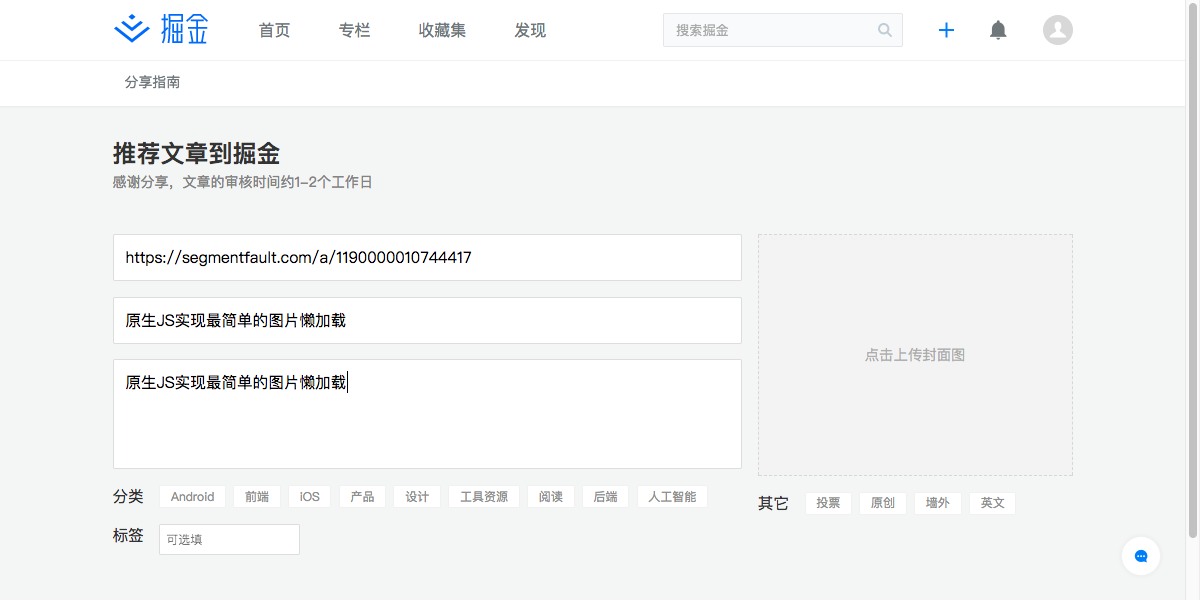 掘金 首页 专栏 收藏集 发现 搜索掘金
分享指南
推荐文章到掘金
感谢分享，文章的审核时间约1-2个工作日
https://segmentfault.com/a/1190000010744417
原生JS实现最简单的图片懒加载
原生JS实现最简单的图片懒加载
点击上传封面图
分类 Android 前端 iOS 产品 设计 工具资源 阅读 后端 人工智能
其它 投票 原创 墙外 英文
标签 可选填